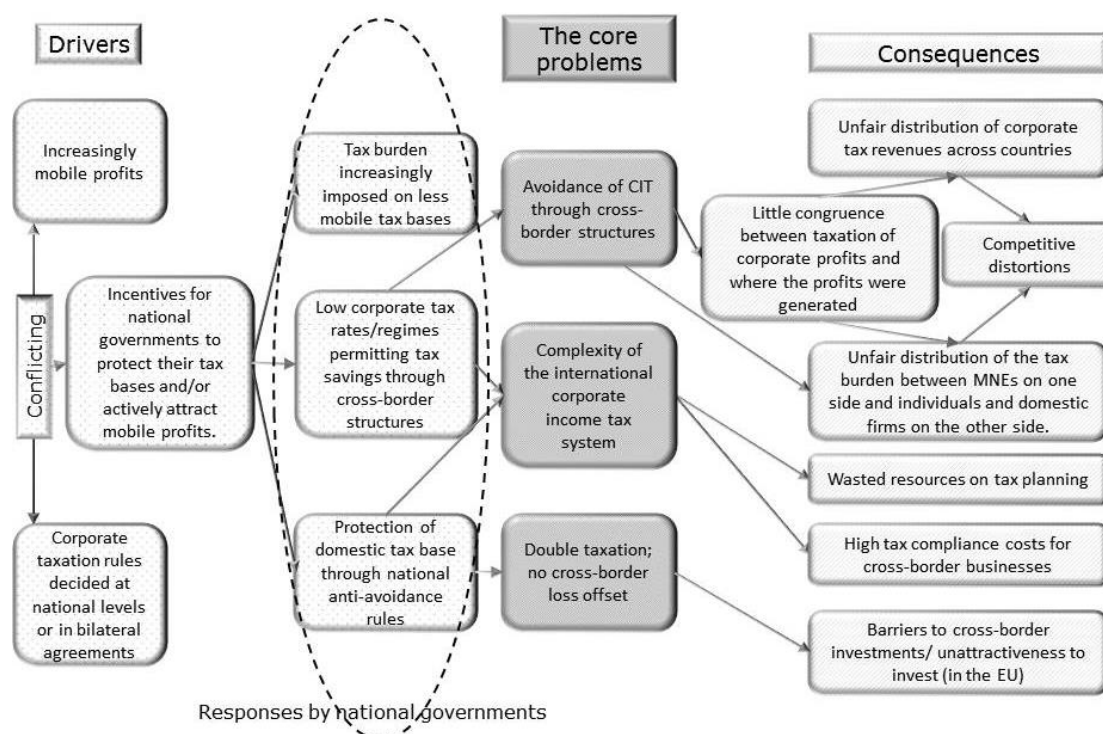 Drivers
The core
problems
Consequences
Increasingly
mobile profits
Conflicting
Incentives for
national
governments to
protect their tax
bases and/or
actively attract
mobile profits.
Corporate
taxation rules
decided at
national levels
or in bilateral
agreements
Tax burden
increasingly
imposed on less
mobile tax bases
Low corporate tax
rates/regimes
permitting tax
savings through
cross-border
structures
Protection of
domestic tax base
through national
anti-avoidance
rules
Responses by national governments
Avoidance of CIT
through cross-
border structures
Complexity of
the international
corporate
income tax
system
Double taxation;
no cross-border
loss offset
Unfair distribution of corporate
tax revenues across countries
Little congruence
between taxation of
corporate profits and
where the profits were
generated
Competitive
distortions
Unfair distribution of the tax
burden between MNEs on one
side and individuals and domestic
firms on the other side.
Wasted resources on tax planning
High tax compliance costs for
cross-border businesses
Barriers to cross-border
investments/ unattractiveness to
invest (in the EU)